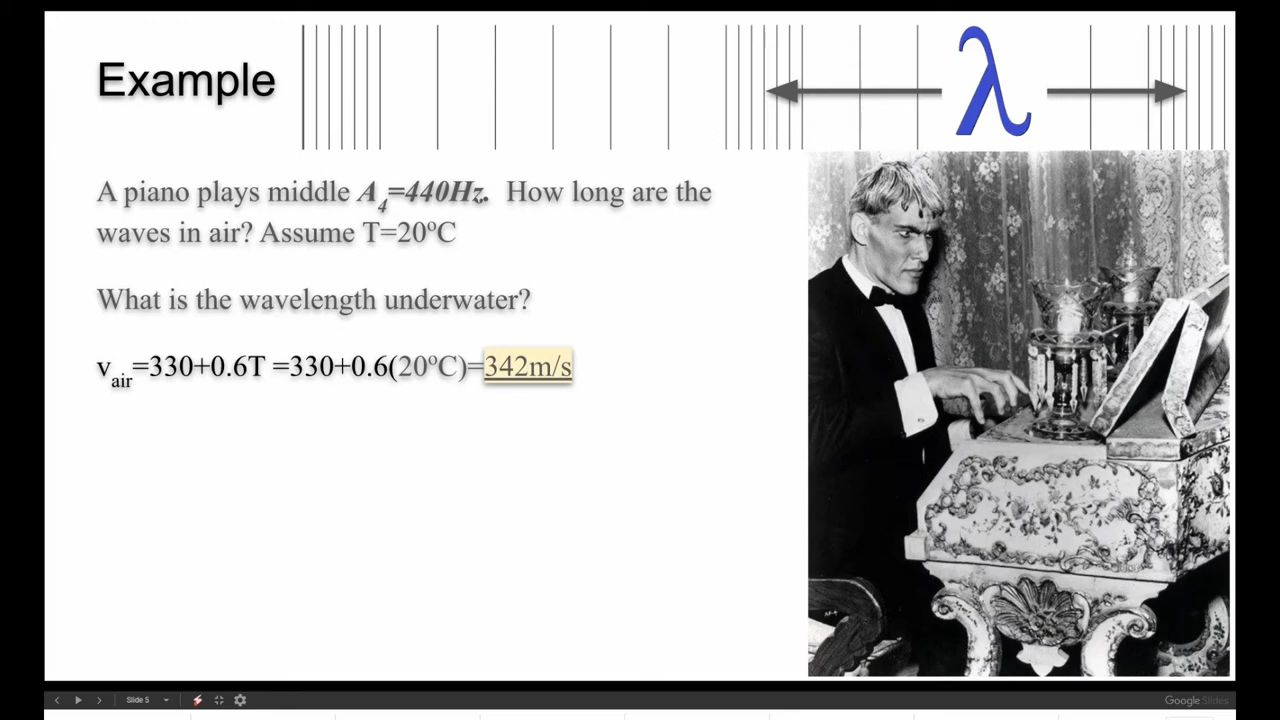 Example
λ
A piano plays middle A₄=440Hz. How long are the
waves in air? Assume T=20ºC
What is the wavelength underwater?
vₐᵢᵣ=330+0.6T =330+0.6(20ºC)=342m/s
Slide 5
Google Slides